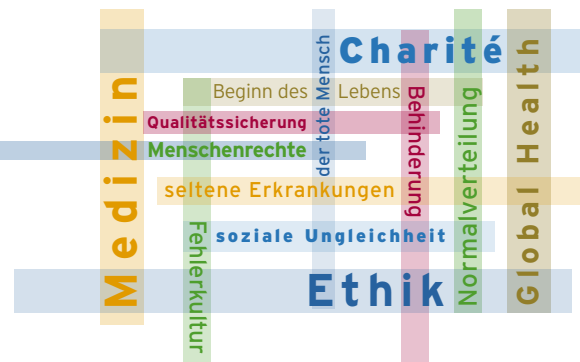 Charité
Medizin
Beginn des Lebens
der tote Mensch
Qualitätssicherung
Menschenrechte
Behinderung
Normalverteilung
Global Health
seltene Erkrankungen
Fehlerkultur
soziale Ungleichheit
Ethik